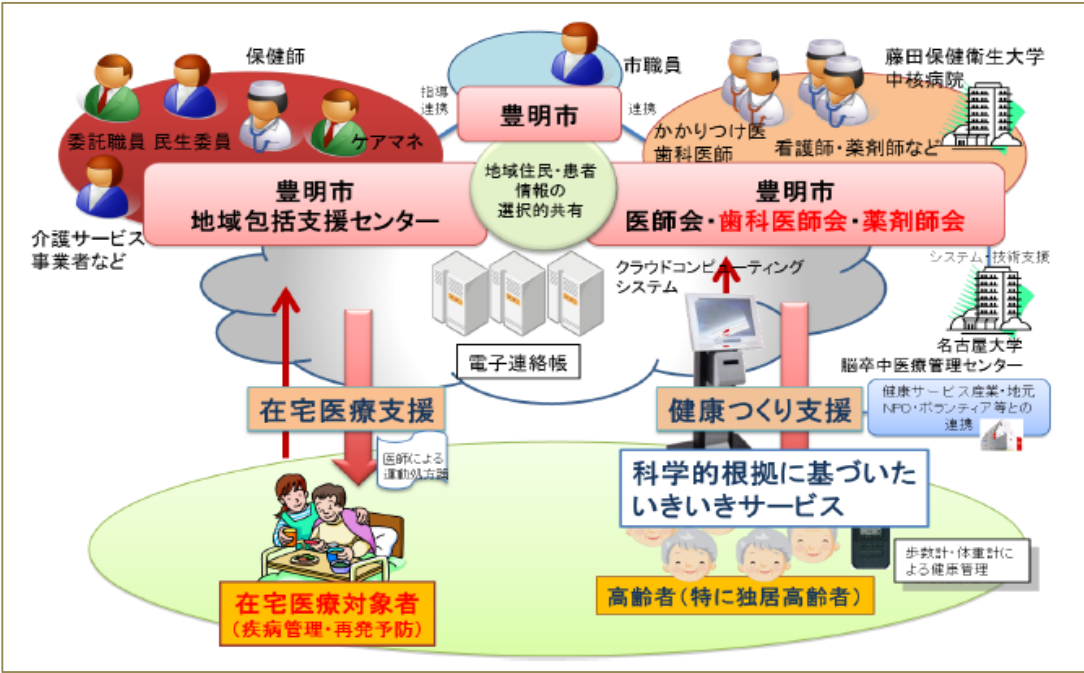 保健師
市職員
藤田保健衛生大学
中核病院
指導
連携
連携
豊明市
委託職員
民生委員
ケアマネ
かかりつけ医
歯科医師
看護師・薬剤師など
地域住民・患者
情報の
選択的共有
豊明市
地域包括支援センター
豊明市
医師会・歯科医師会・薬剤師会
介護サービス
事業者など
クラウドコンピューティング
システム
システム・技術支援
電子連絡帳
名古屋大学
脳卒中医療管理センター
在宅医療支援
健康つくり支援
健康サービス産業・地元
NPO・ボランティア等との
連携
医師による
運動処方箋
科学的根拠に基づいた
いきいきサービス
歩数計・体重計に
よる健康管理
在宅医療対象者
(疾病管理・再発予防)
高齢者(特に独居高齢者)